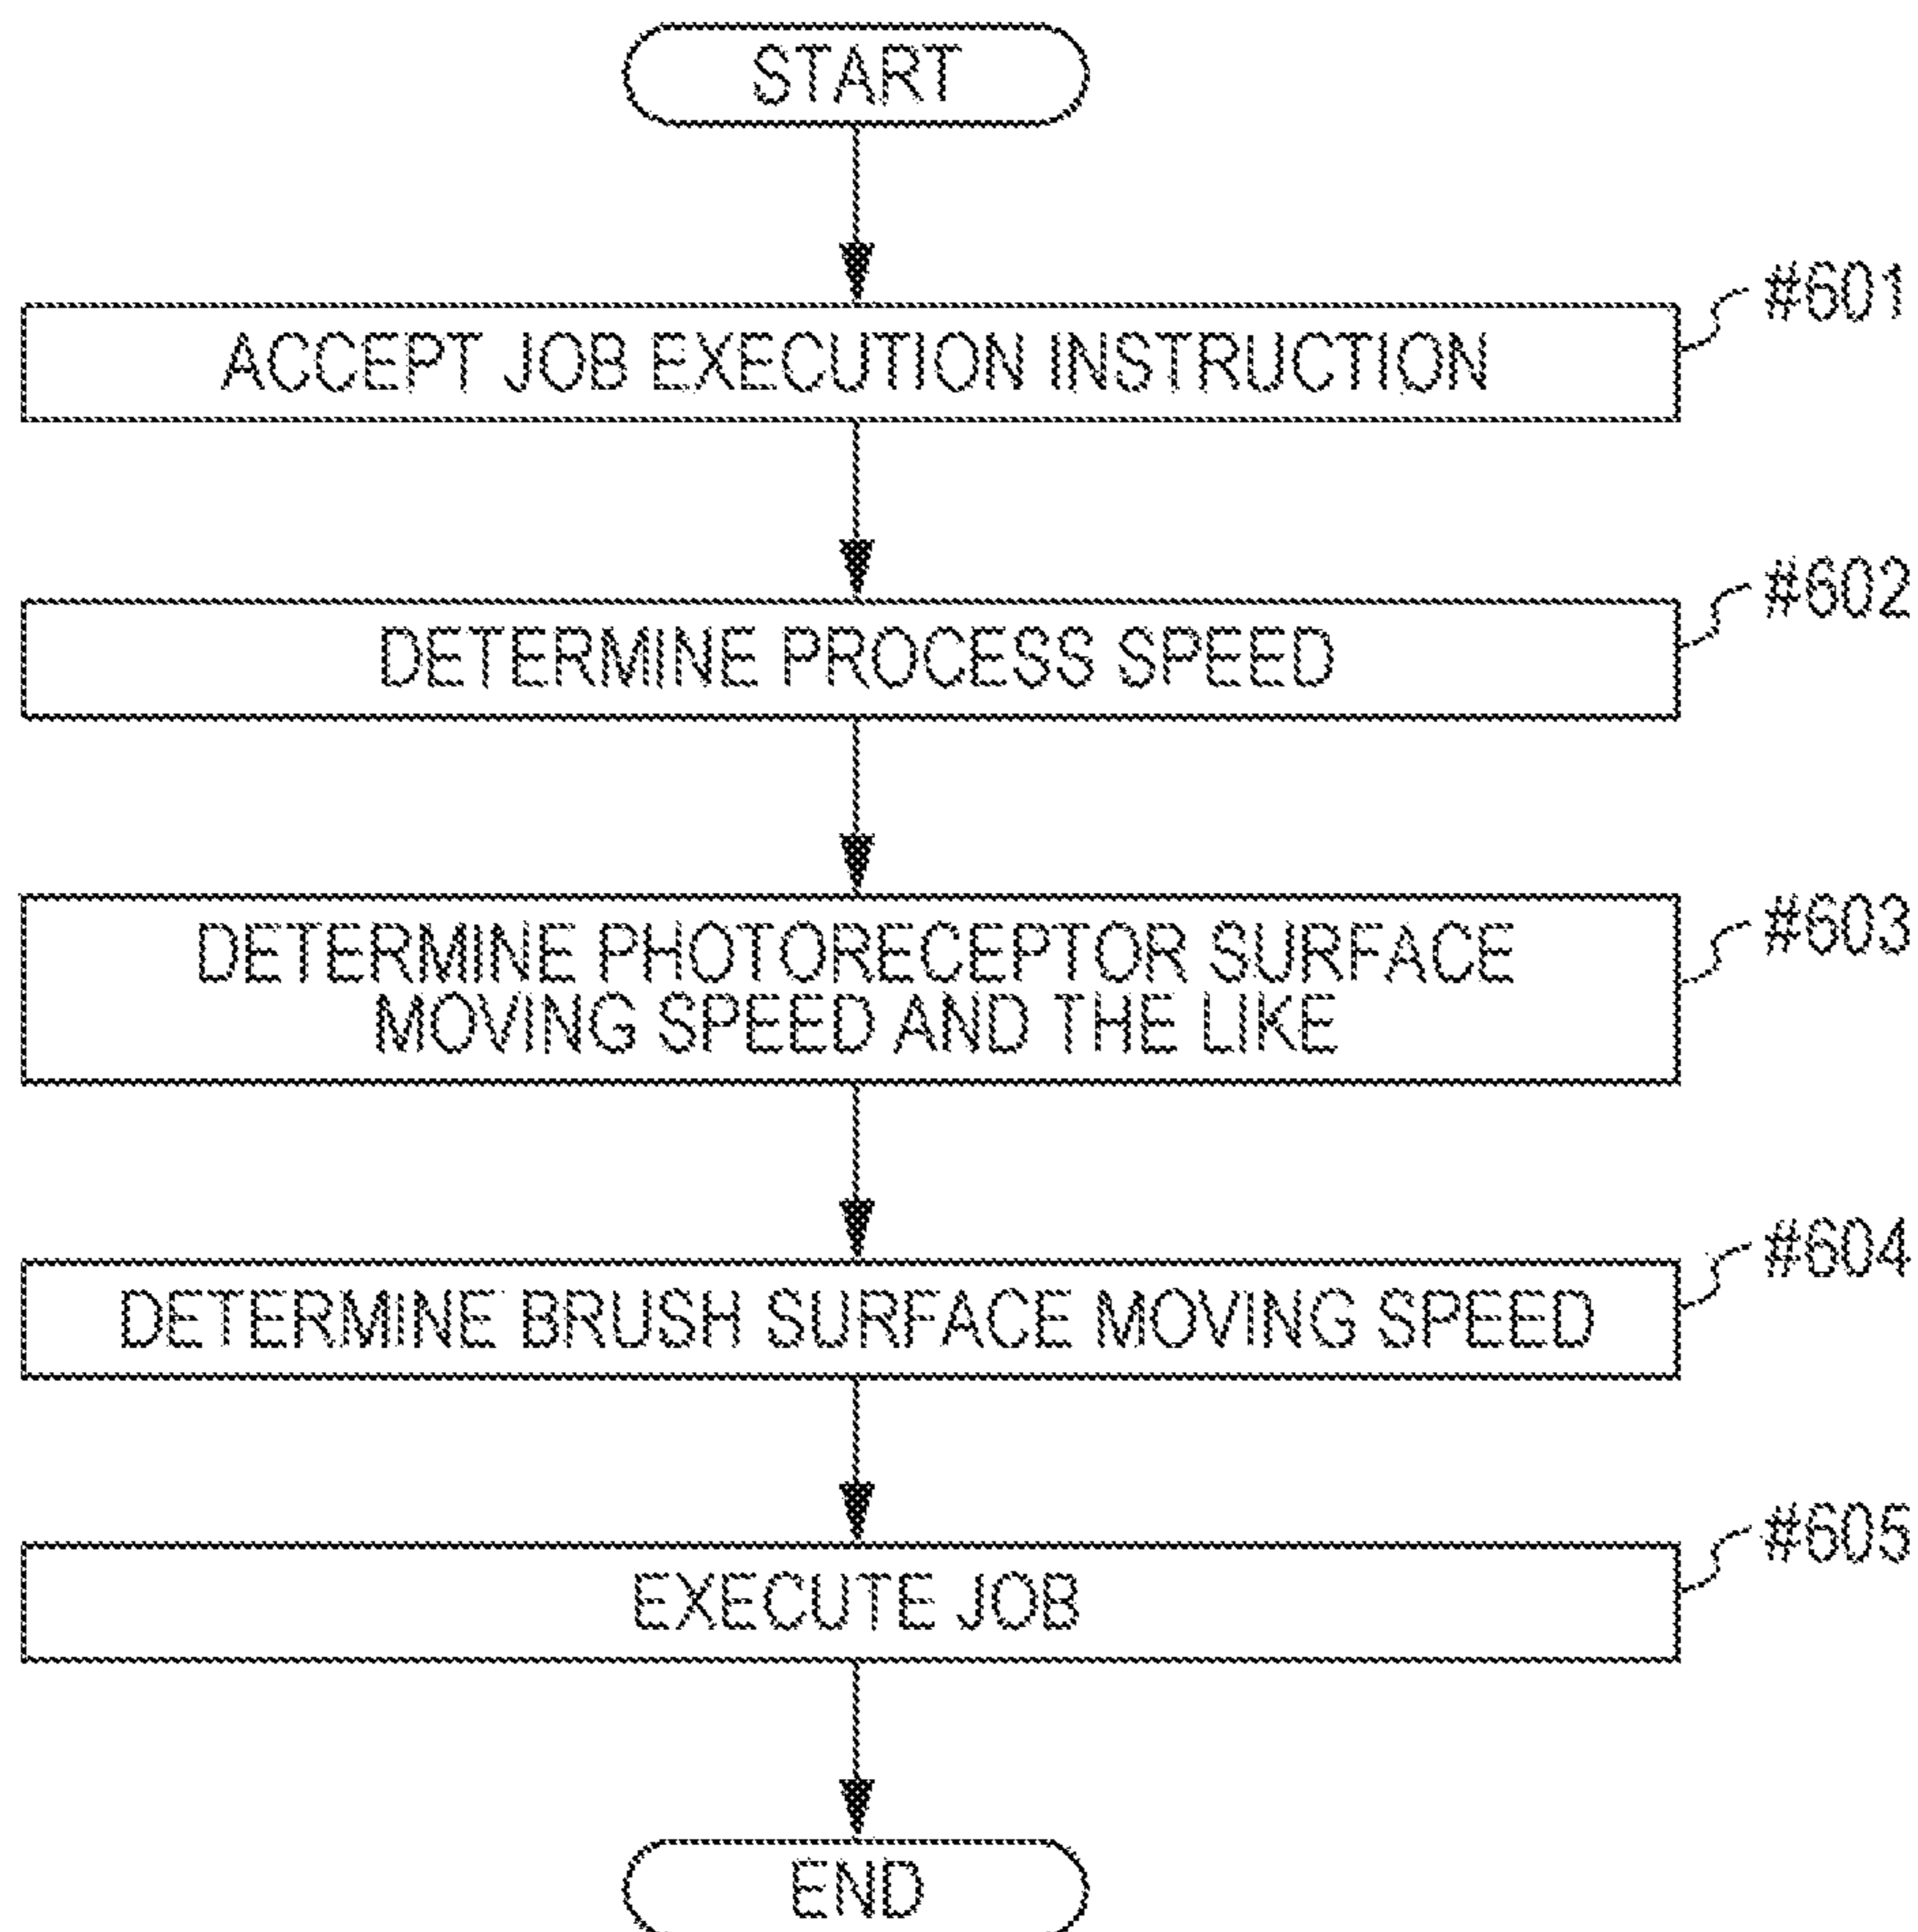 START
#601
ACCEPT JOB EXECUTION INSTRUCTION
#602
DETERMINE PROCESS SPEED
#603
DETERMINE PHOTORECEPTOR SURFACE
MOVING SPEED AND THE LIKE
#604
DETERMINE BRUSH SURFACE MOVING SPEED
#605
EXECUTE JOB
END